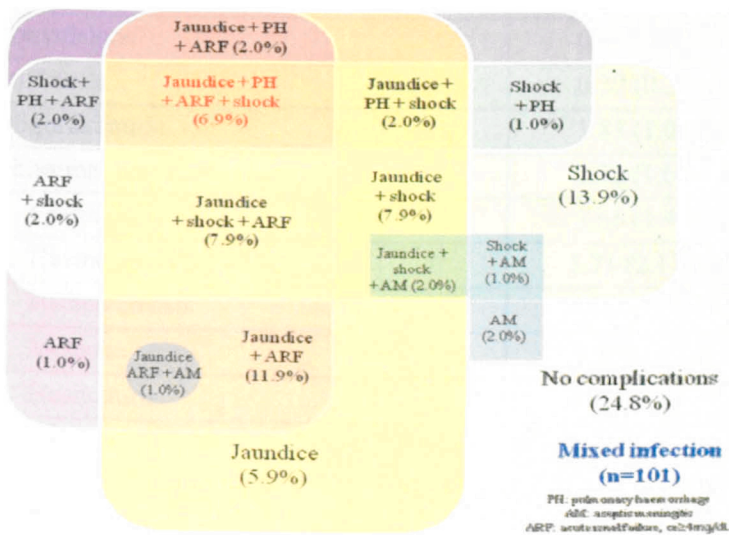 Jaundice + PH
+ ARF (2.0%)
Shock+
PH + ARF
(2.0%)
Jaundice + PH
+ ARF + shock
(6.9%)
Jaundice +
PH + shock
(2.0%)
Shock
+ PH
(1.0%)
ARF
+ shock
(2.0%)
Jaundice
+ shock + ARF
(7.9%)
Jaundice
+ shock
(7.9%)
Shock
(13.9%)
Jaundice +
shock
+ AM (2.0%)
Shock
+ AM
(1.0%)
AM
(2.0%)
ARF
(1.0%)
Jaundice
ARF + AM
(1.0%)
Jaundice
+ ARF
(11.9%)
No complications
(24.8%)
Jaundice
(5.9%)
Mixed infection
(n=101)
PH: pulmonary haemorrhage
AM: aseptic meningitis
ARF: acute renal failure, cr≥4mg/dL